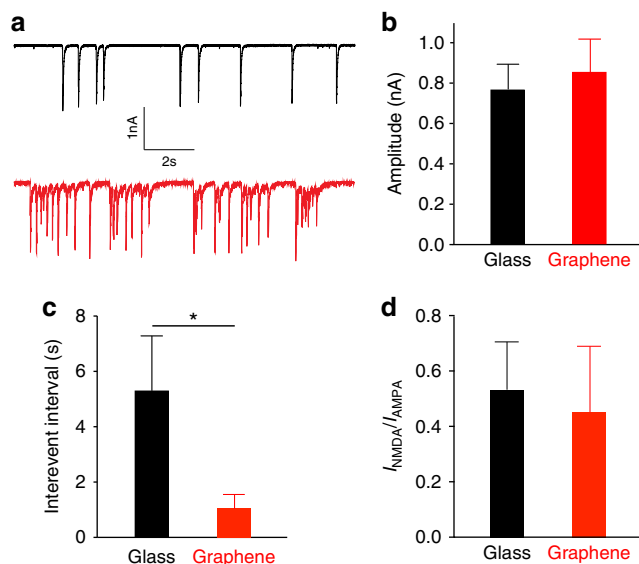 a
1nA
2s
b
Amplitude (nA)
1.0
0.8
0.6
0.4
0.2
0.0
Glass Graphene
c
Interevent interval (s)
8
6
4
2
0
*
Glass Graphene
d
I_NMDA/I_AMPA
0.8
0.6
0.4
0.2
0.0
Glass Graphene